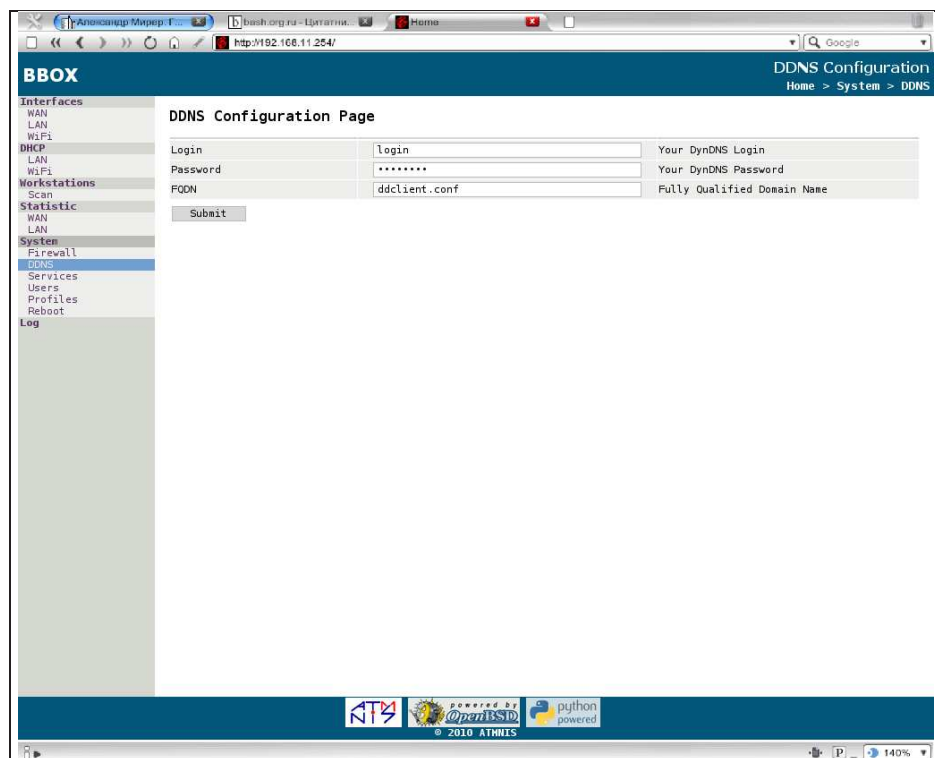 Александр Мирер: Г...
bash.org.ru - Цитатни...
Home
http://192.168.11.254/
Google
BBOX
DDNS Configuration
Home > System > DDNS
Interfaces
WAN
LAN
WiFi
DHCP
LAN
WiFi
Workstations
Scan
Statistic
WAN
LAN
System
Firewall
DDNS
Services
Users
Profiles
Reboot
Log
DDNS Configuration Page
Login login Your DynDNS Login
Password •••••••• Your DynDNS Password
FQDN ddclient.conf Fully Qualified Domain Name
Submit
powered by
OpenBSD
python
powered
© 2010 ATHNIS
140%